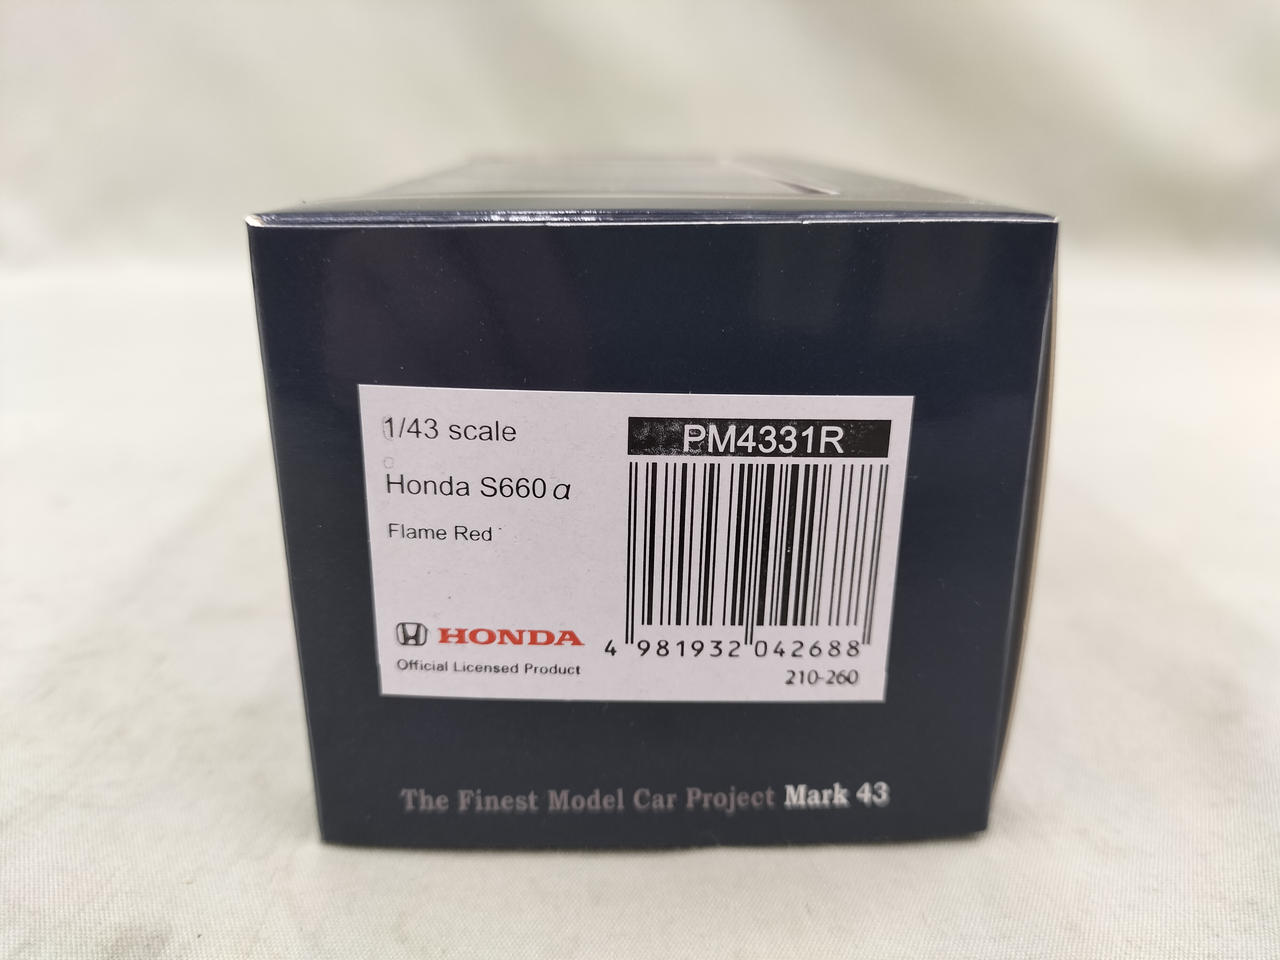 1/43 scale
PM4331R
Honda S660 α
Flame Red
HONDA
Official Licensed Product
4 981932 042688
210-260
The Finest Model Car Project Mark 43